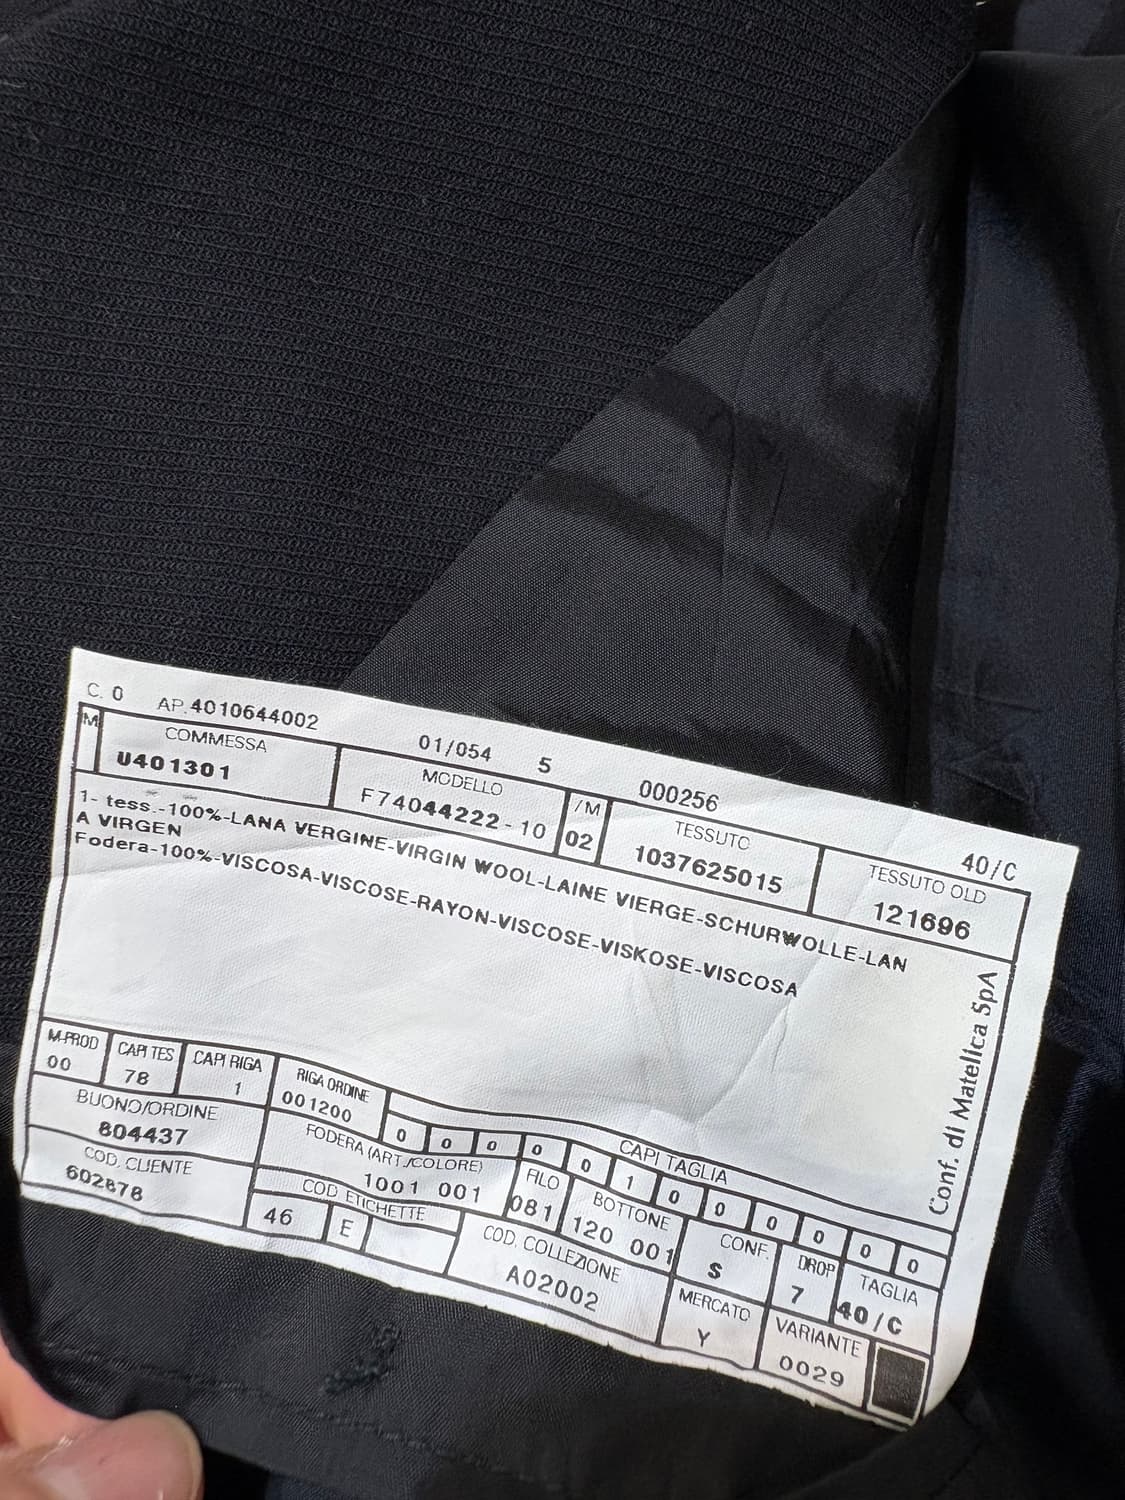 C. 0 AP.4010644002 01/054 5 000256 40/C
M COMMESSA MODELLO /M TESSUTO TESSUTO OLD
U401301 F74044222-10 02 1037625015 121696
1- tess.-100%-LANA VERGINE-VIRGIN WOOL-LAINE VIERGE-SCHURWOLLE-LAN
A VIRGEN
Fodera-100%-VISCOSA-VISCOSE-RAYON-VISCOSE-VISKOSE-VISCOSA
Conf. di Matelica SpA
M-PROD CAPI TES CAPI RIGA RIGA ORDINE CAPI TAGLIA
00 78 1 001200 0 0 0 0 0 1 0 0 0 0 0 0
BUONO/ORDINE FODERA (ART./COLORE) FILO BOTTONE CONF. DROP TAGLIA
804437 1001 001 081 120 001 S 7 40/C
COD. CLIENTE COD ETICHETTE COD. COLLEZIONE MERCATO VARIANTE
602878 46 E A02002 Y 0029